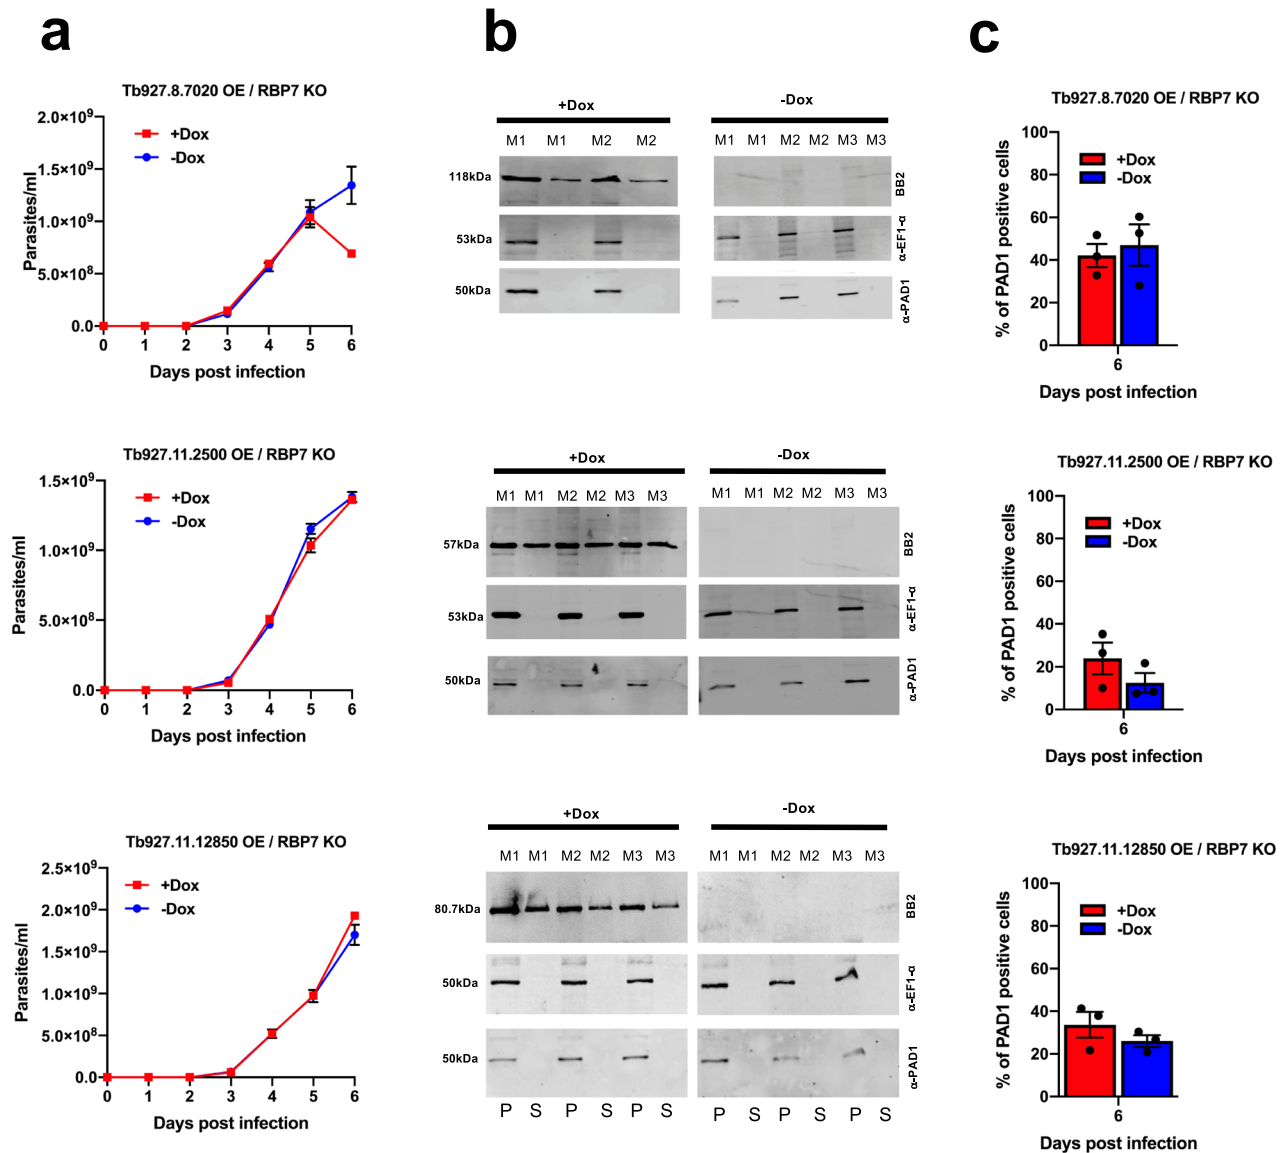 a
b
c
Tb927.8.7020 OE / RBP7 KO
+Dox
-Dox
2.0×10⁹
1.5×10⁹
1.0×10⁹
5.0×10⁸
0.0
Parasites/ml
0 1 2 3 4 5 6
Days post infection
+Dox
-Dox
M1 M1 M2 M2
M1 M1 M2 M2 M3 M3
118kDa
BB2
53kDa
α-EF1-α
50kDa
α-PAD1
Tb927.8.7020 OE / RBP7 KO
+Dox
-Dox
100
80
60
40
20
0
% of PAD1 positive cells
6
Days post infection
Tb927.11.2500 OE / RBP7 KO
+Dox
-Dox
1.5×10⁹
1.0×10⁹
5.0×10⁸
0.0
Parasites/ml
0 1 2 3 4 5 6
Days post infection
+Dox
-Dox
M1 M1 M2 M2 M3 M3
M1 M1 M2 M2 M3 M3
57kDa
BB2
53kDa
α-EF1-α
50kDa
α-PAD1
Tb927.11.2500 OE / RBP7 KO
+Dox
-Dox
100
80
60
40
20
0
% of PAD1 positive cells
6
Days post infection
Tb927.11.12850 OE / RBP7 KO
+Dox
-Dox
2.5×10⁹
2.0×10⁹
1.5×10⁹
1.0×10⁹
5.0×10⁸
0.0
Parasites/ml
0 1 2 3 4 5 6
Days post infection
+Dox
-Dox
M1 M1 M2 M2 M3 M3
M1 M1 M2 M2 M3 M3
80.7kDa
BB2
50kDa
α-EF1-α
50kDa
α-PAD1
P S P S P S
P S P S P S
Tb927.11.12850 OE / RBP7 KO
+Dox
-Dox
100
80
60
40
20
0
% of PAD1 positive cells
6
Days post infection